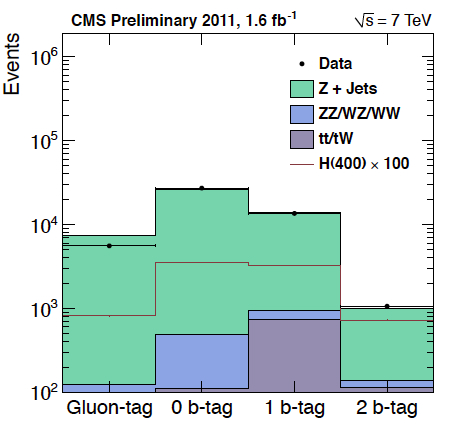 CMS Preliminary 2011, 1.6 fb⁻¹ √s = 7 TeV
Events
10⁶
10⁵
10⁴
10³
10²
Data
Z + Jets
ZZ/WZ/WW
tt/tW
H(400) × 100
Gluon-tag 0 b-tag 1 b-tag 2 b-tag